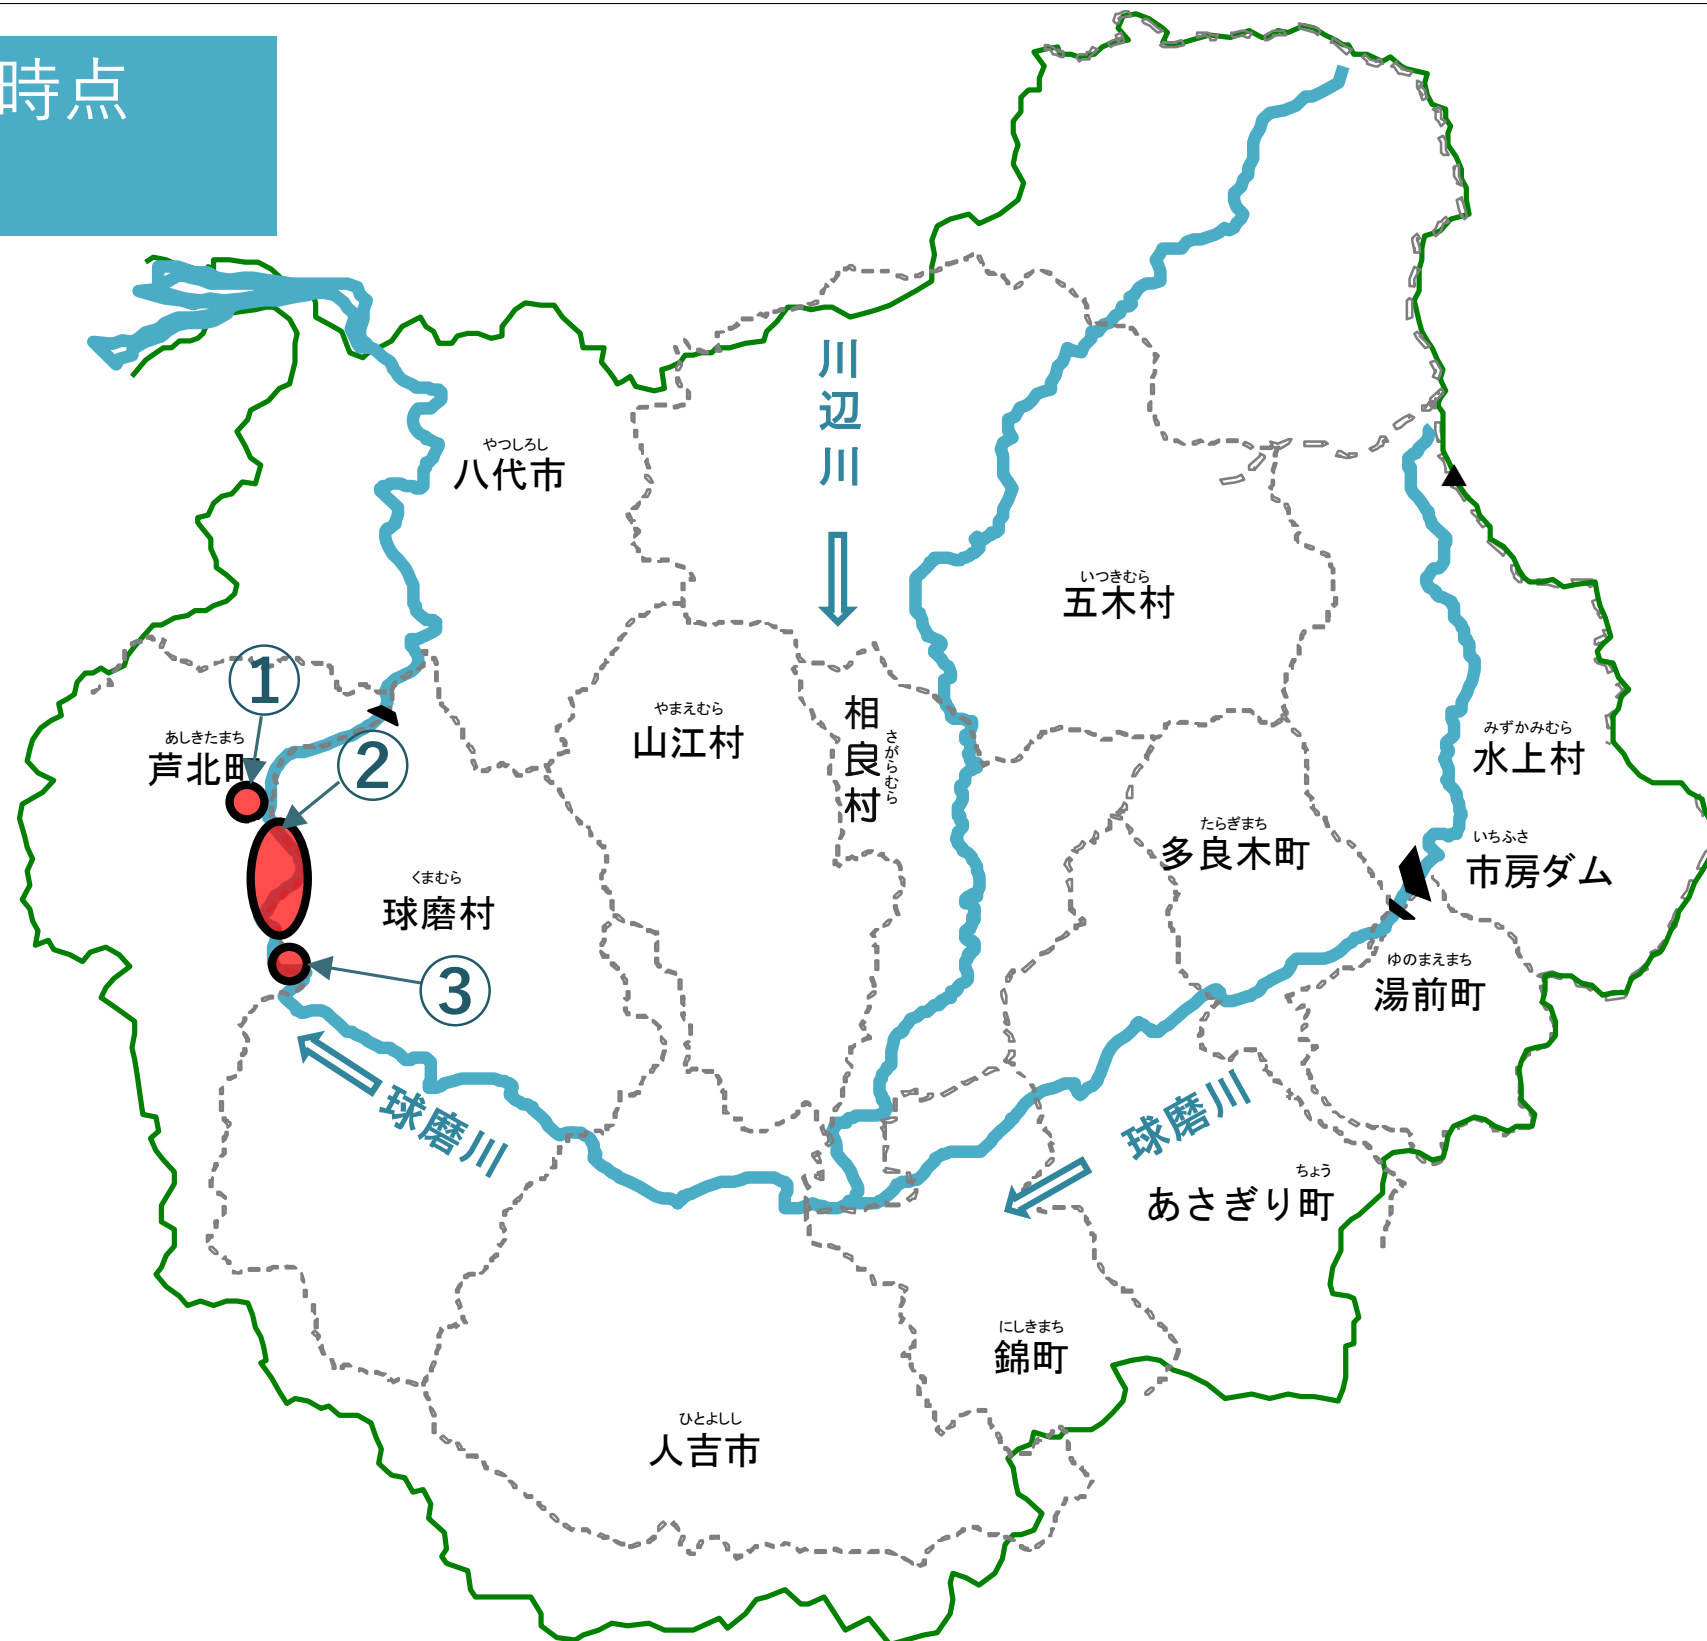 時点
川辺川
やつしろし
八代市
いつきむら
五木村
①
やまえむら
山江村
相良村
さがらむら
みずかみむら
水上村
あしきたまち
芦北町
②
たらぎまち
多良木町
いちふさ
市房ダム
くまむら
球磨村
ゆのまえまち
湯前町
③
球磨川
球磨川
ちょう
あさぎり町
にしきまち
錦町
ひとよしし
人吉市